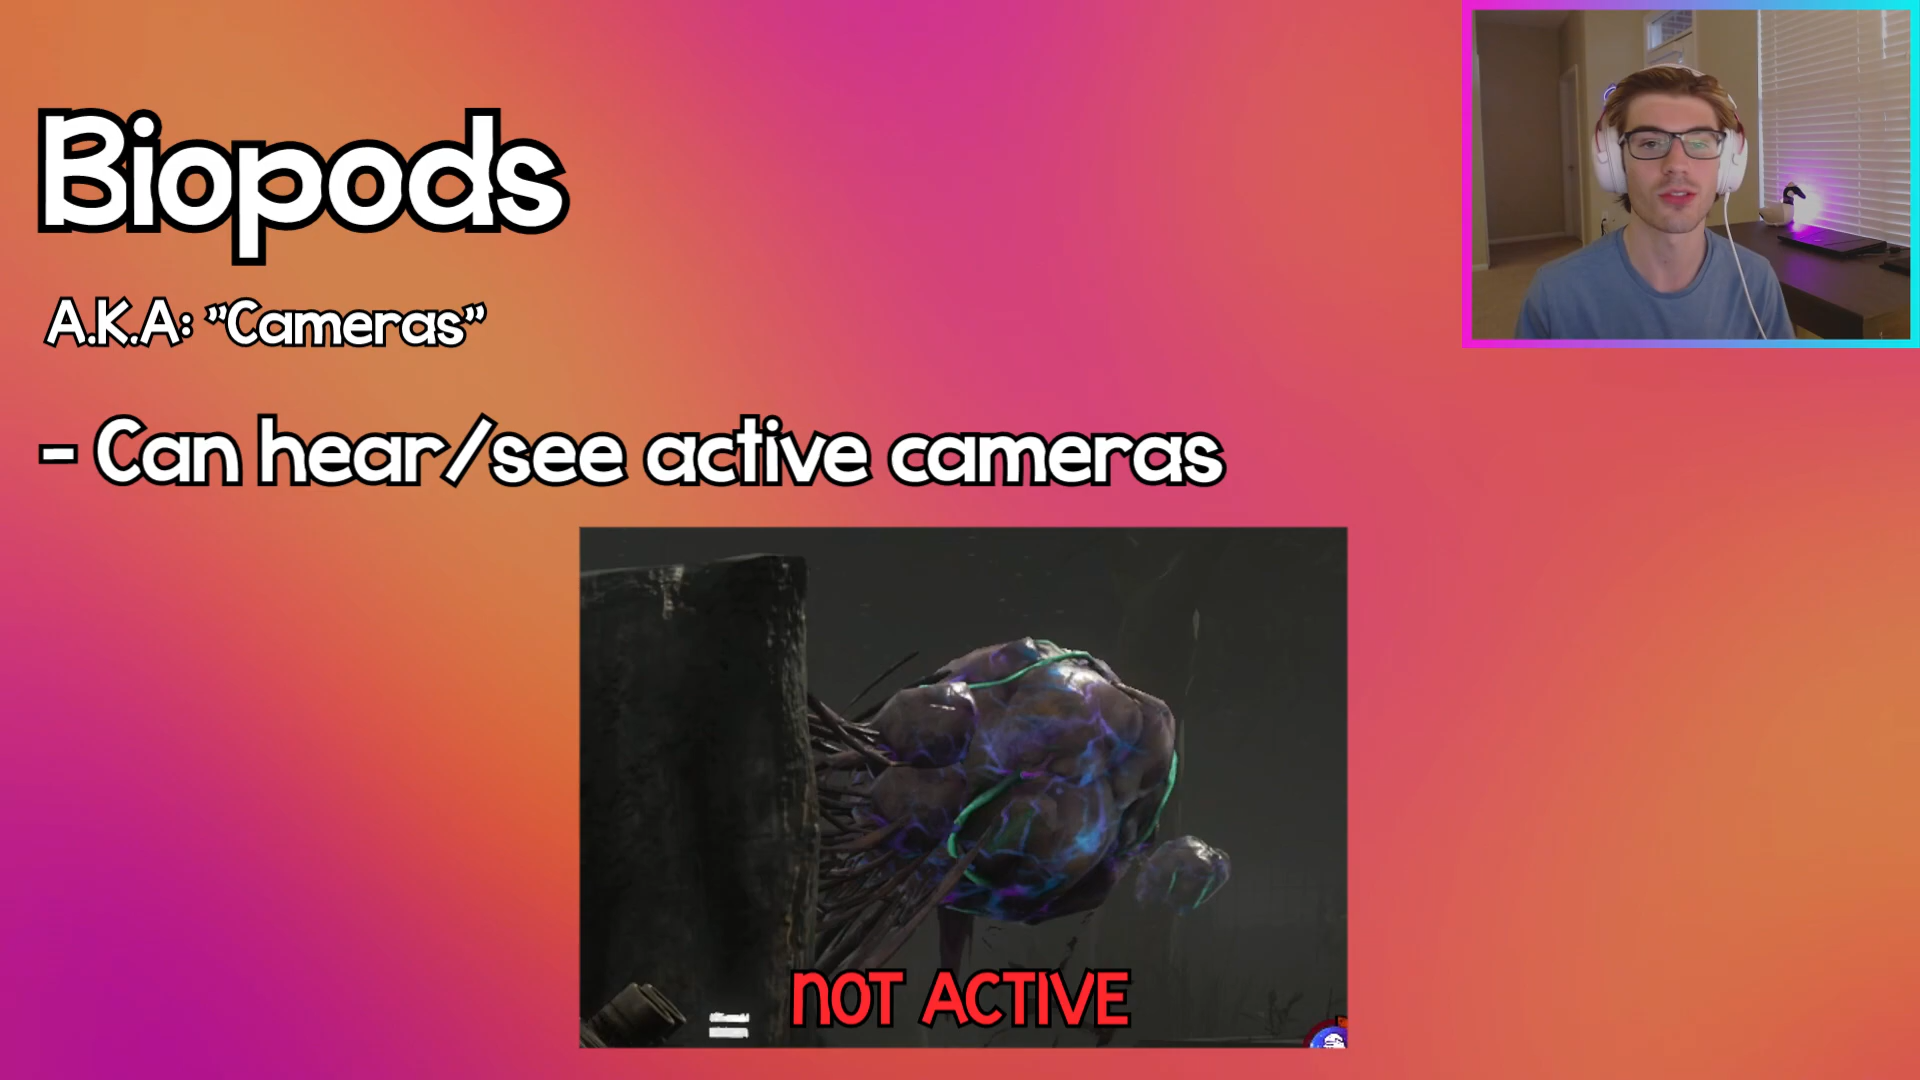 Biopods
A.K.A: "Cameras"
- Can hear/see active cameras
NOT ACTIVE